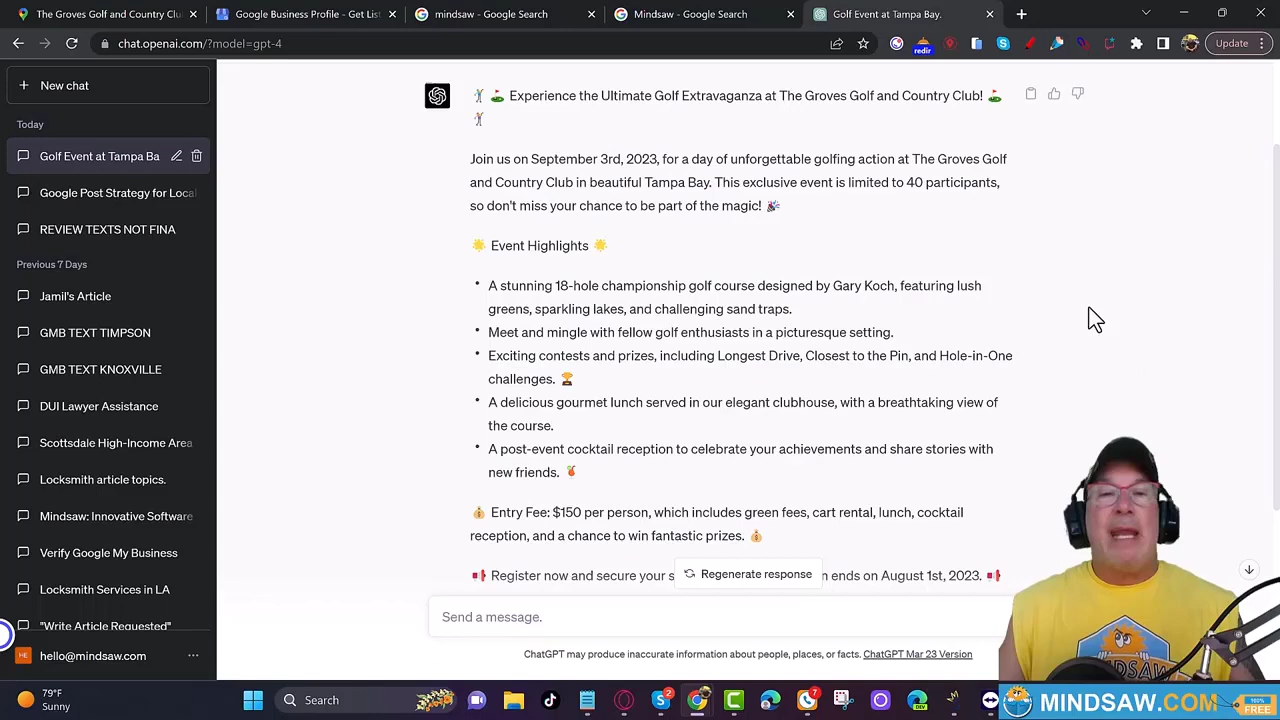 The Groves Golf and Country Clu
Google Business Profile - Get List
mindsaw - Google Search
Mindsaw - Google Search
Golf Event at Tampa Bay.
chat.openai.com/?model=gpt-4
redir
Update
New chat
Today
Golf Event at Tampa Ba
Google Post Strategy for Local
REVIEW TEXTS NOT FINA
Previous 7 Days
Jamil's Article
GMB TEXT TIMPSON
GMB TEXT KNOXVILLE
DUI Lawyer Assistance
Scottsdale High-Income Area
Locksmith article topics.
Mindsaw: Innovative Software
Verify Google My Business
Locksmith Services in LA
"Write Article Requested"
HE
hello@mindsaw.com
🏌️⛳ Experience the Ultimate Golf Extravaganza at The Groves Golf and Country Club! ⛳
🏌️
Join us on September 3rd, 2023, for a day of unforgettable golfing action at The Groves Golf
and Country Club in beautiful Tampa Bay. This exclusive event is limited to 40 participants,
so don't miss your chance to be part of the magic! 🎉
🌟 Event Highlights 🌟
• A stunning 18-hole championship golf course designed by Gary Koch, featuring lush
greens, sparkling lakes, and challenging sand traps.
• Meet and mingle with fellow golf enthusiasts in a picturesque setting.
• Exciting contests and prizes, including Longest Drive, Closest to the Pin, and Hole-in-One
challenges. 🏆
• A delicious gourmet lunch served in our elegant clubhouse, with a breathtaking view of
the course.
• A post-event cocktail reception to celebrate your achievements and share stories with
new friends. 🍹
💰 Entry Fee: $150 per person, which includes green fees, cart rental, lunch, cocktail
reception, and a chance to win fantastic prizes. 💰
📢 Register now and secure your s
Regenerate response
n ends on August 1st, 2023. 📢
Send a message.
ChatGPT may produce inaccurate information about people, places, or facts. ChatGPT Mar 23 Version
79°F
Sunny
Search
2
7
DEV
MINDSAW.COM
100%
FREE